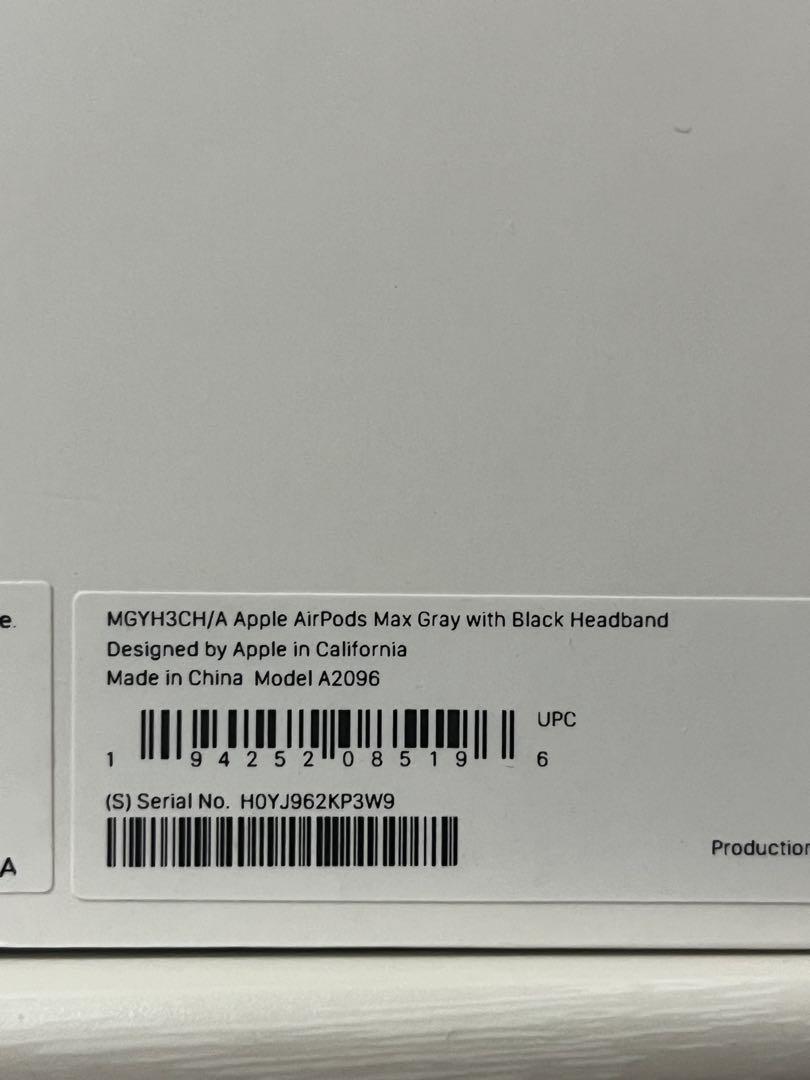 e.
A
MGYH3CH/A Apple AirPods Max Gray with Black Headband
Designed by Apple in California
Made in China Model A2096
UPC
1 94252 08519 6
(S) Serial No. H0YJ962KP3W9
Production